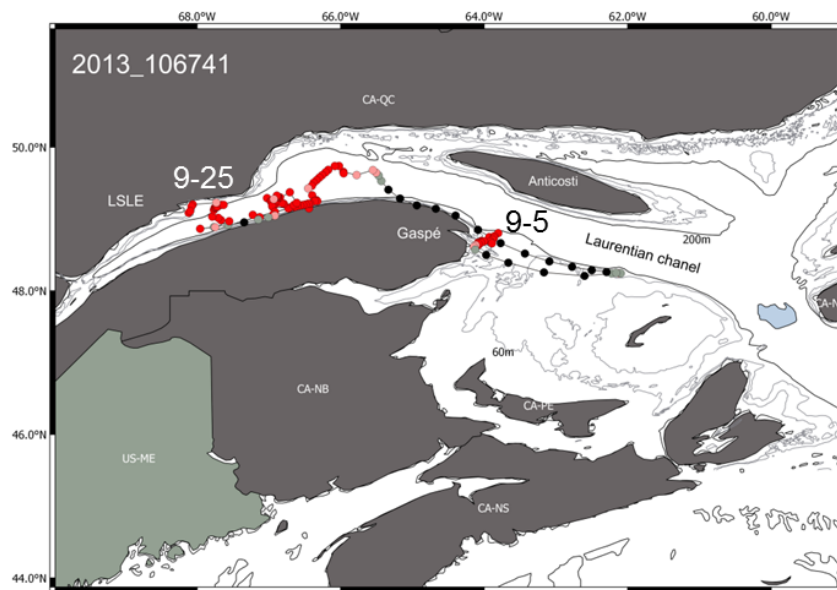 68.0°W 66.0°W 64.0°W 62.0°W 60.0°W
2013_106741
CA-QC
50.0°N
9-25
Anticosti
LSLE
9-5
Gaspé
Laurentian chanel
200m
48.0°N
CA-N
60m
CA-NB
CA-PE
46.0°N
US-ME
CA-NS
44.0°N